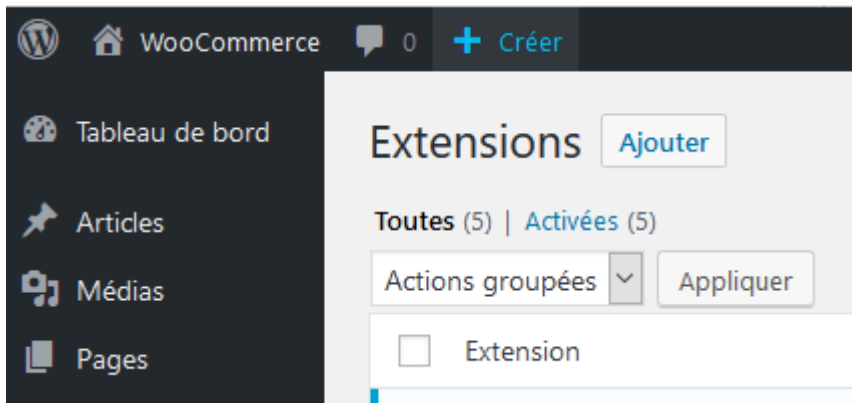 WooCommerce 0 + Créer
Tableau de bord
Extensions Ajouter
Articles
Toutes (5) | Activées (5)
Médias
Actions groupées Appliquer
Pages
Extension